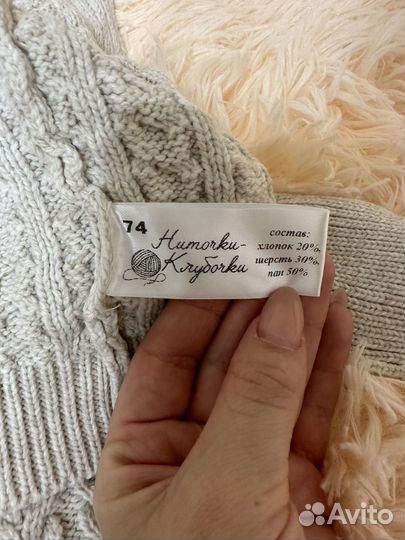 74
Ниточки-
Клубочки
состав:
хлопок 20%,
шерсть 30%,
пан 50%
Avito